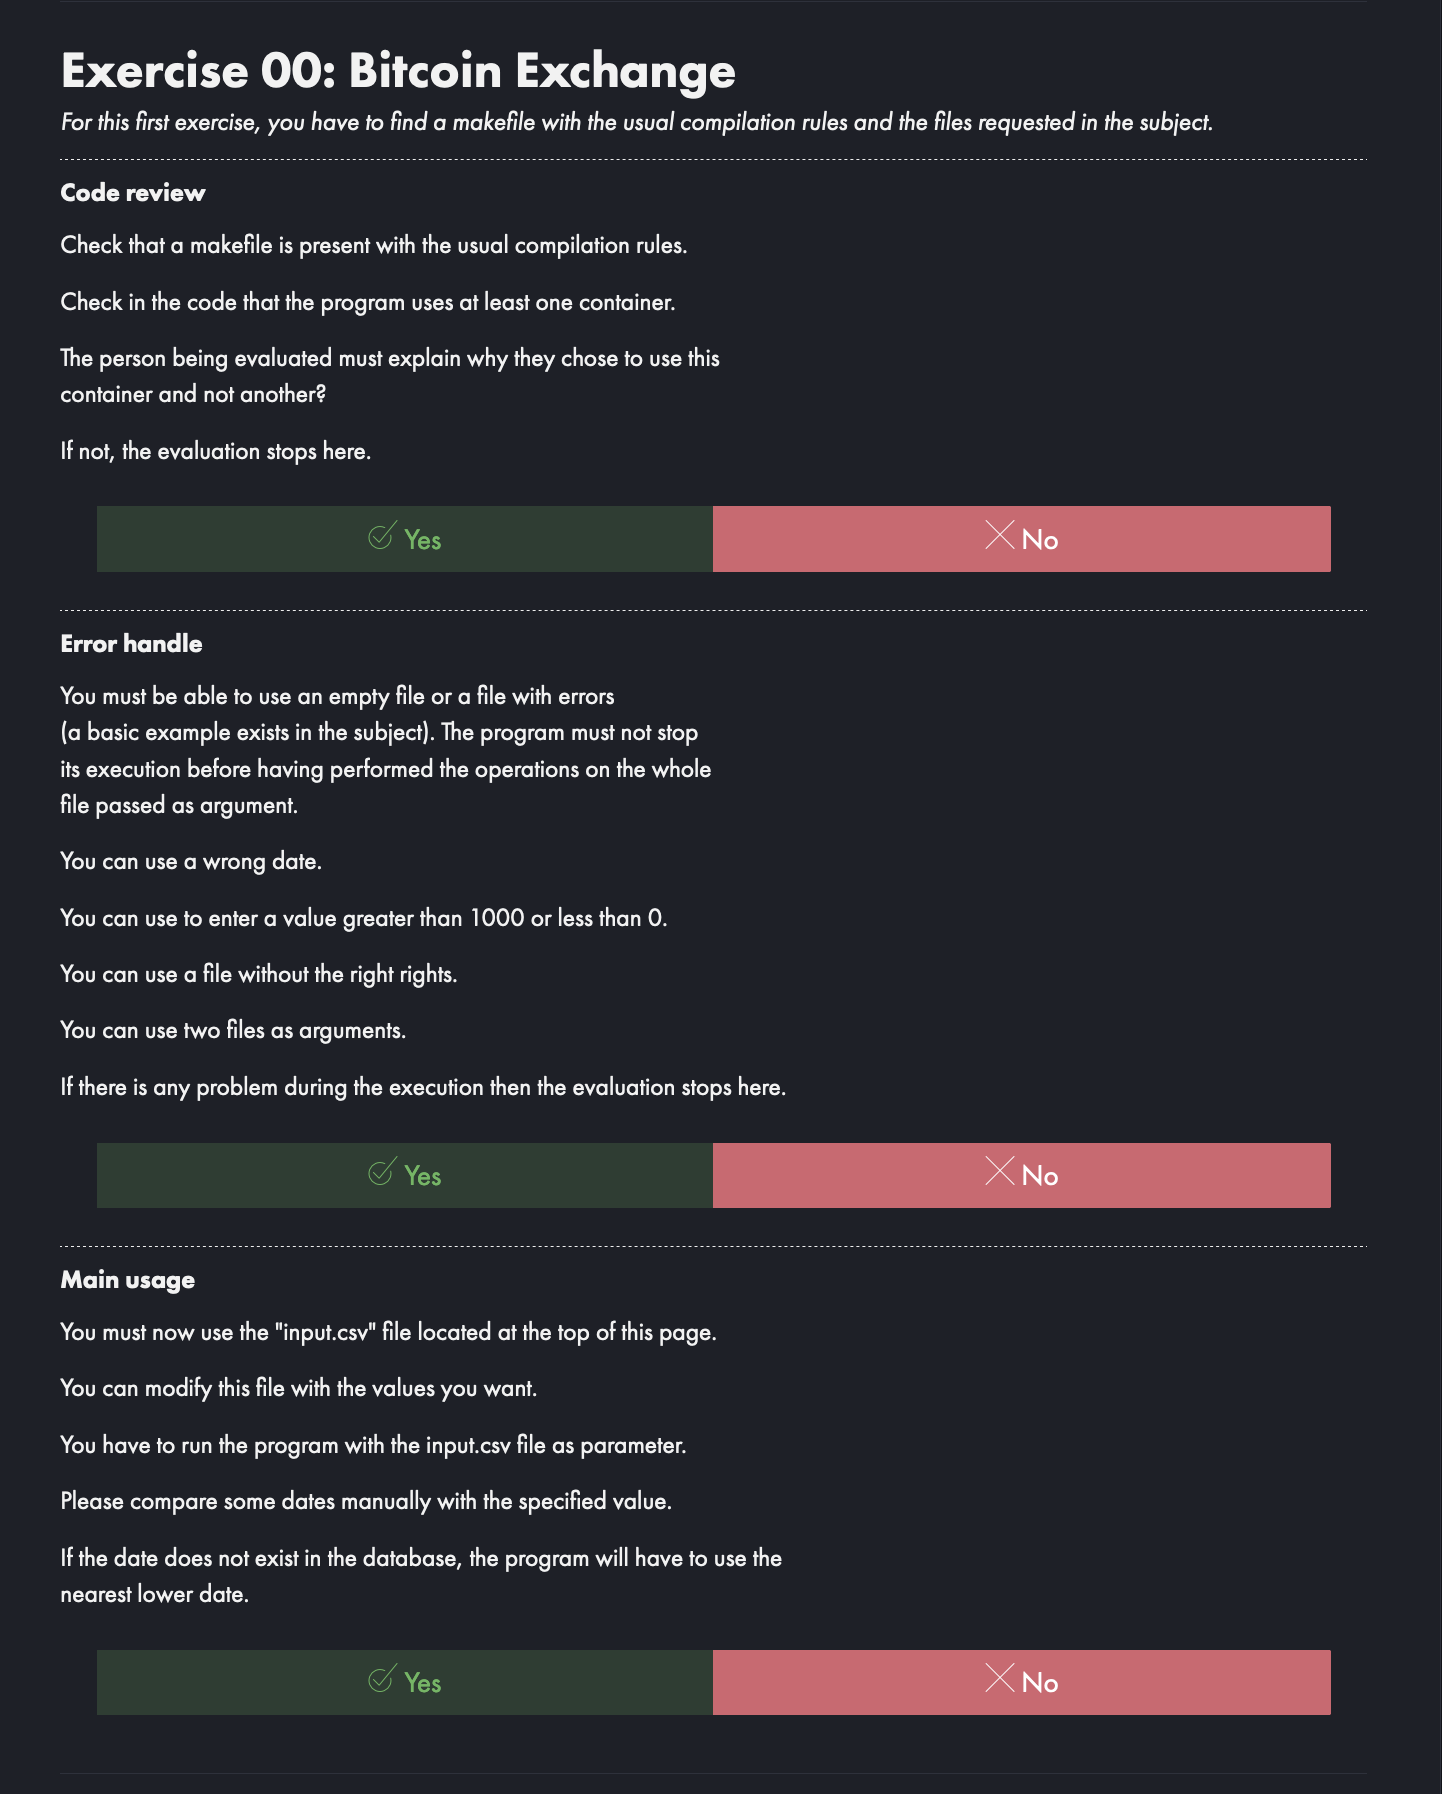 Exercise 00: Bitcoin Exchange
For this first exercise, you have to find a makefile with the usual compilation rules and the files requested in the subject.
Code review
Check that a makefile is present with the usual compilation rules.
Check in the code that the program uses at least one container.
The person being evaluated must explain why they chose to use this
container and not another?
If not, the evaluation stops here.
Yes
No
Error handle
You must be able to use an empty file or a file with errors
(a basic example exists in the subject). The program must not stop
its execution before having performed the operations on the whole
file passed as argument.
You can use a wrong date.
You can use to enter a value greater than 1000 or less than 0.
You can use a file without the right rights.
You can use two files as arguments.
If there is any problem during the execution then the evaluation stops here.
Yes
No
Main usage
You must now use the "input.csv" file located at the top of this page.
You can modify this file with the values you want.
You have to run the program with the input.csv file as parameter.
Please compare some dates manually with the specified value.
If the date does not exist in the database, the program will have to use the
nearest lower date.
Yes
No